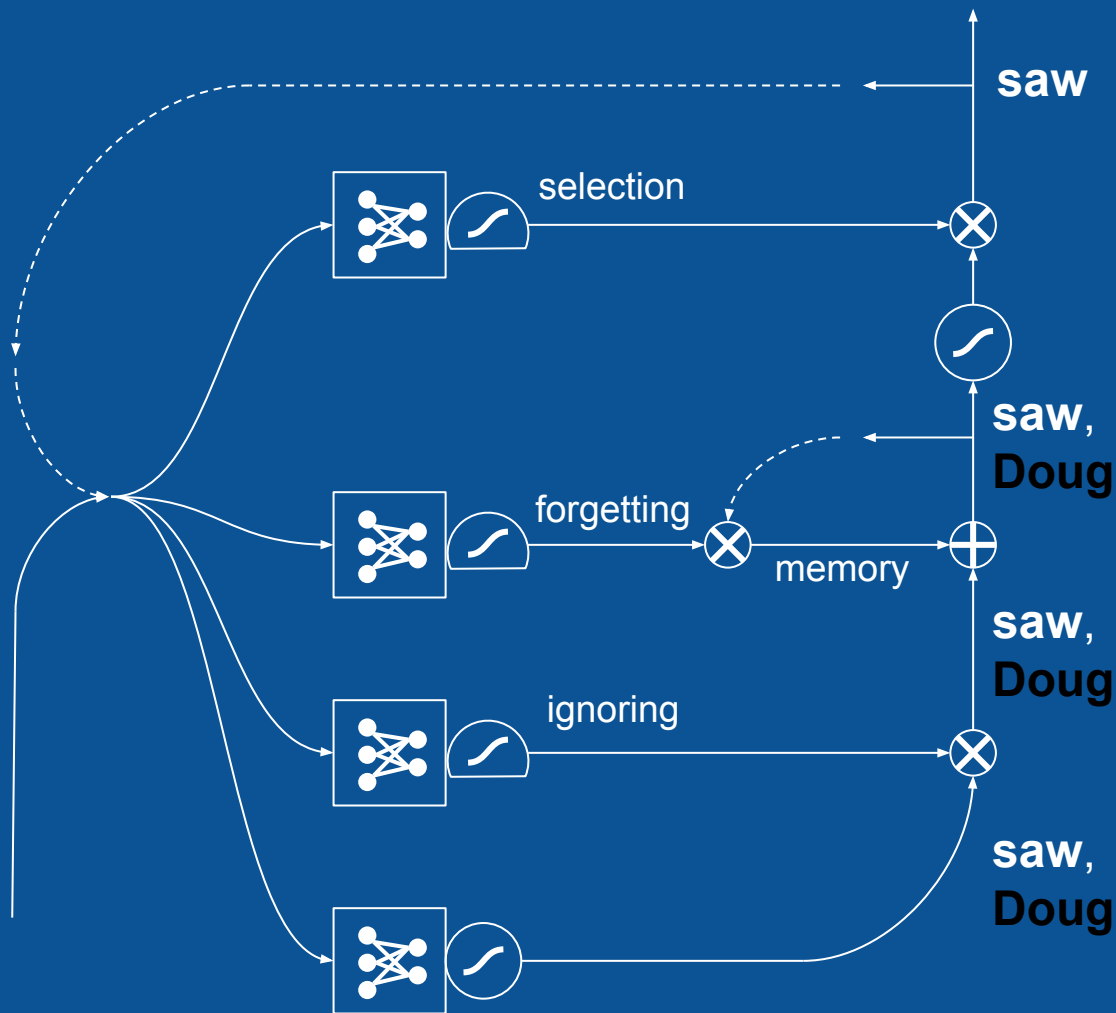 saw
selection
saw,
Doug
forgetting
memory
saw,
Doug
ignoring
saw,
Doug